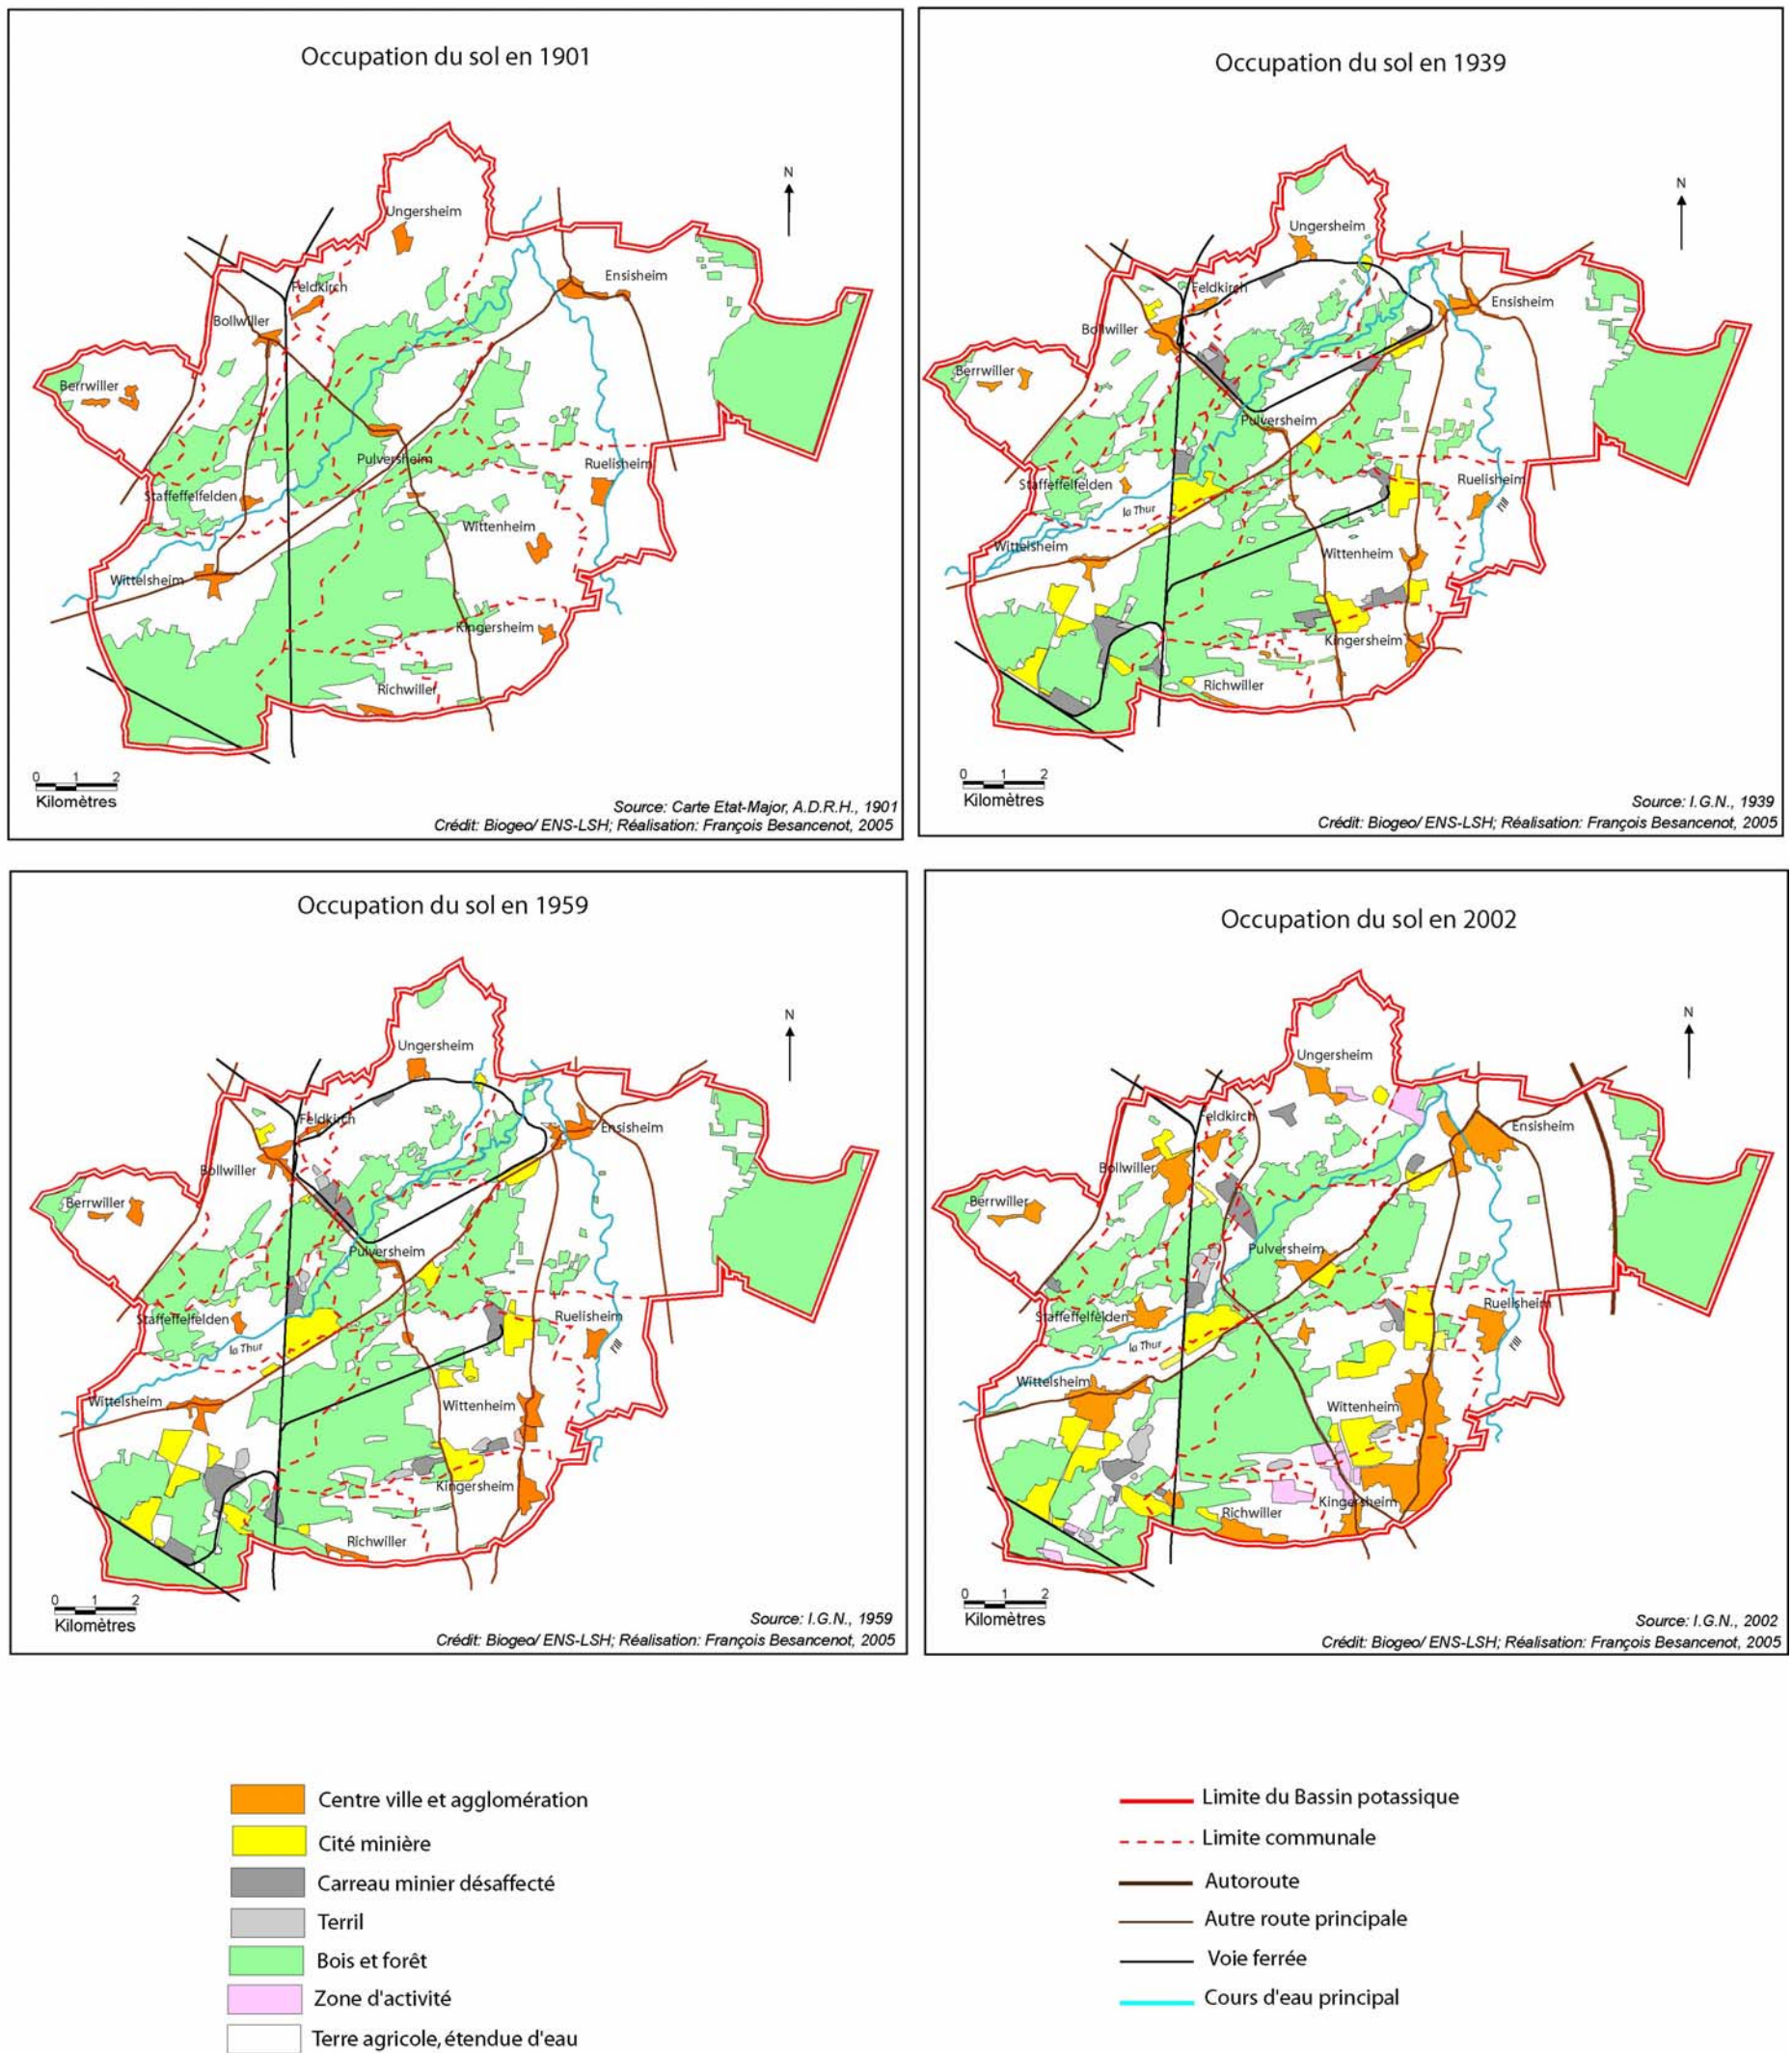 Occupation du sol en 1901
N
Ungersheim
Ensisheim
Feldkirch
Bollwiller
Berrwiller
Pulversheim
Ruelisheim
Staffeffelfelden
Wittenheim
Wittelsheim
Kingersheim
Richwiller
0 1 2
Kilomètres
Source: Carte Etat-Major, A.D.R.H., 1901
Crédit: Biogeo/ ENS-LSH; Réalisation: François Besancenot, 2005
Occupation du sol en 1939
N
Ungersheim
Feldkirch
Ensisheim
Bollwiller
Berrwiller
Pulversheim
Ruelisheim
Staffeffelfelden
l'Ill
la Thur
Wittelsheim
Wittenheim
Kingersheim
Richwiller
0 1 2
Kilomètres
Source: I.G.N., 1939
Crédit: Biogeo/ ENS-LSH; Réalisation: François Besancenot, 2005
Occupation du sol en 1959
N
Ungersheim
Feldkirch
Ensisheim
Bollwiller
Berrwiller
Pulversheim
Ruelisheim
Staffeffelfelden
l'Ill
la Thur
Wittelsheim
Wittenheim
Kingersheim
Richwiller
0 1 2
Kilomètres
Source: I.G.N., 1959
Crédit: Biogeo/ ENS-LSH; Réalisation: François Besancenot, 2005
Occupation du sol en 2002
N
Ungersheim
Feldkirch
Ensisheim
Bollwiller
Berrwiller
Pulversheim
Ruelisheim
Staffeffelfelden
l'Ill
la Thur
Wittelsheim
Wittenheim
Kingersheim
Richwiller
0 1 2
Kilomètres
Source: I.G.N., 2002
Crédit: Biogeo/ ENS-LSH; Réalisation: François Besancenot, 2005
Centre ville et agglomération
Cité minière
Carreau minier désaffecté
Terril
Bois et forêt
Zone d'activité
Terre agricole, étendue d'eau
Limite du Bassin potassique
Limite communale
Autoroute
Autre route principale
Voie ferrée
Cours d'eau principal